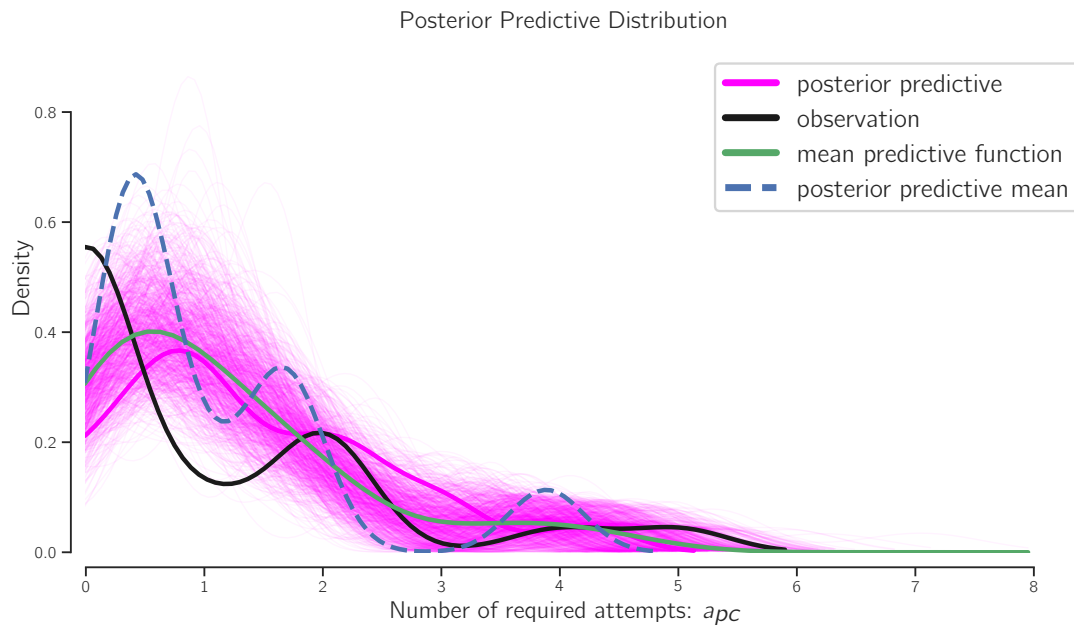 Posterior Predictive Distribution
posterior predictive
observation
mean predictive function
posterior predictive mean
Density
0.8
0.6
0.4
0.2
0.0
0 1 2 3 4 5 6 7 8
Number of required attempts: apc